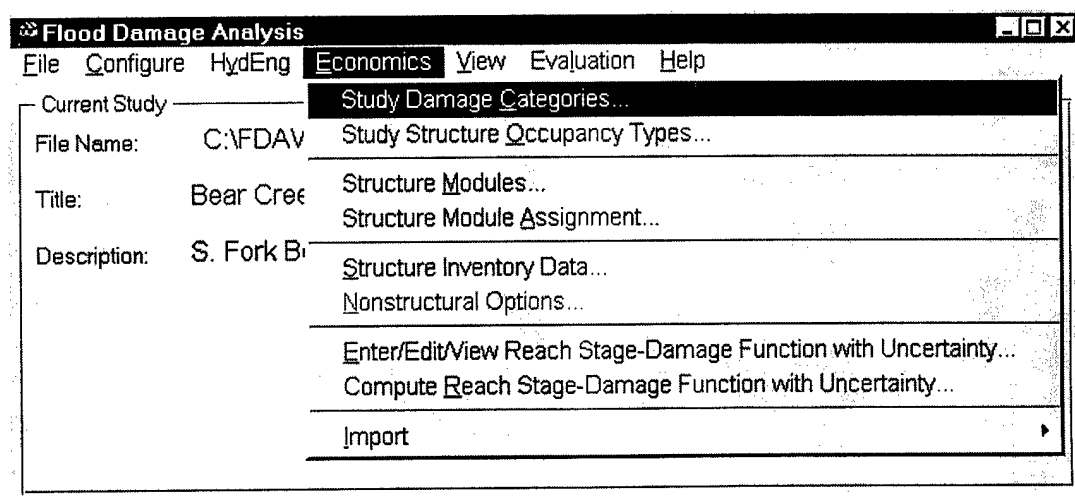 Flood Damage Analysis
File Configure HydEng Economics View Evaluation Help
Current Study
File Name: C:\FDAV
Title: Bear Cree
Description: S. Fork B
Study Damage Categories...
Study Structure Occupancy Types...
Structure Modules...
Structure Module Assignment...
Structure Inventory Data...
Nonstructural Options...
Enter/Edit/View Reach Stage-Damage Function with Uncertainty...
Compute Reach Stage-Damage Function with Uncertainty...
Import